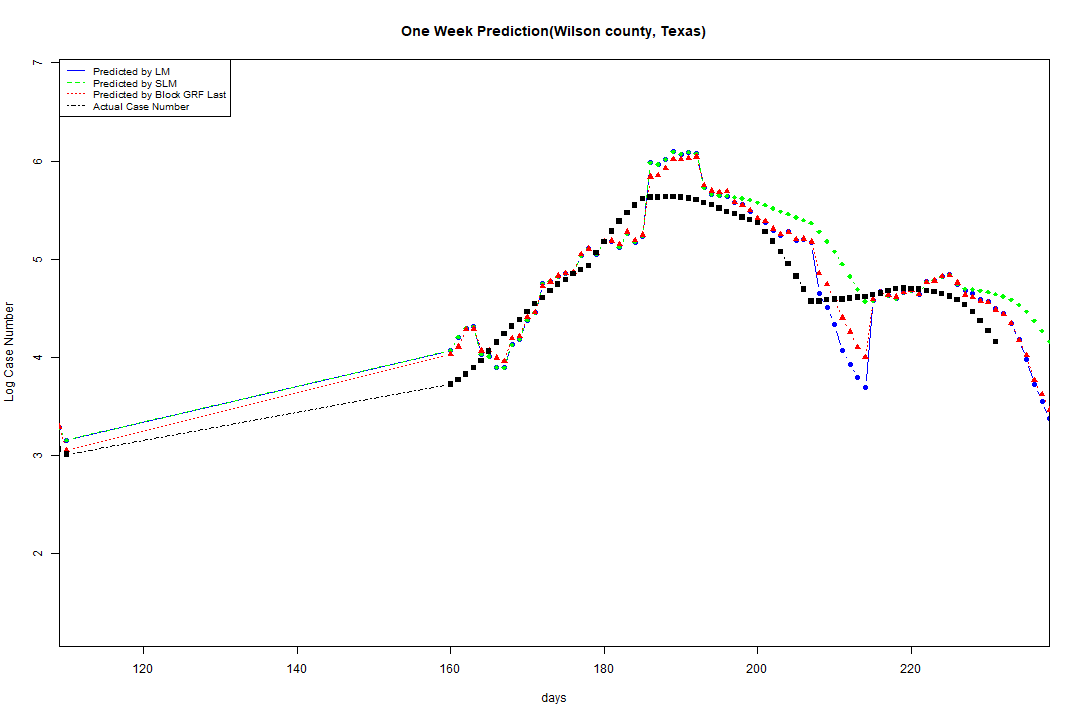 One Week Prediction(Wilson county, Texas)
Predicted by LM
Predicted by SLM
Predicted by Block GRF Last
Actual Case Number
7
6
5
4
3
2
Log Case Number
120 140 160 180 200 220
days